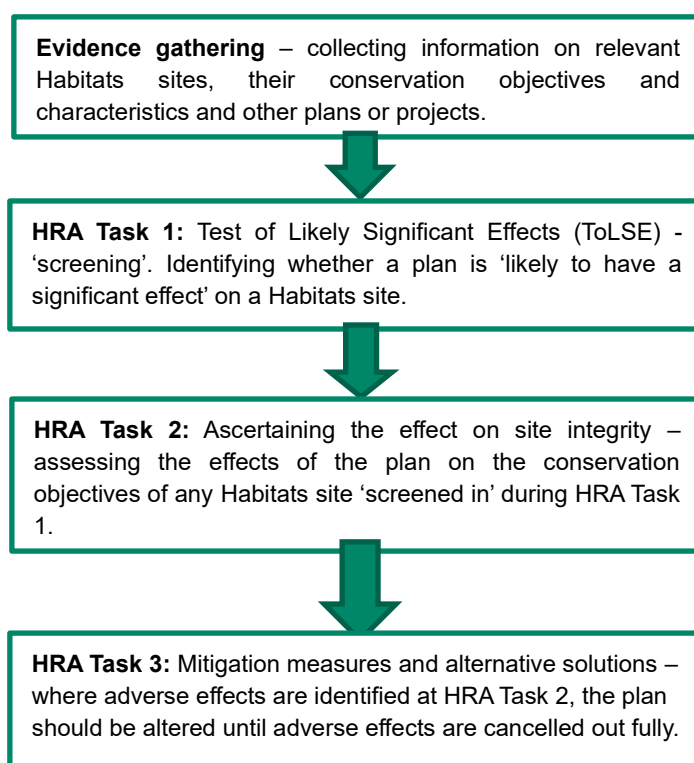 Evidence gathering – collecting information on relevant
Habitats sites, their conservation objectives and
characteristics and other plans or projects.
HRA Task 1: Test of Likely Significant Effects (ToLSE) -
‘screening’. Identifying whether a plan is ‘likely to have a
significant effect’ on a Habitats site.
HRA Task 2: Ascertaining the effect on site integrity –
assessing the effects of the plan on the conservation
objectives of any Habitats site ‘screened in’ during HRA Task
1.
HRA Task 3: Mitigation measures and alternative solutions –
where adverse effects are identified at HRA Task 2, the plan
should be altered until adverse effects are cancelled out fully.